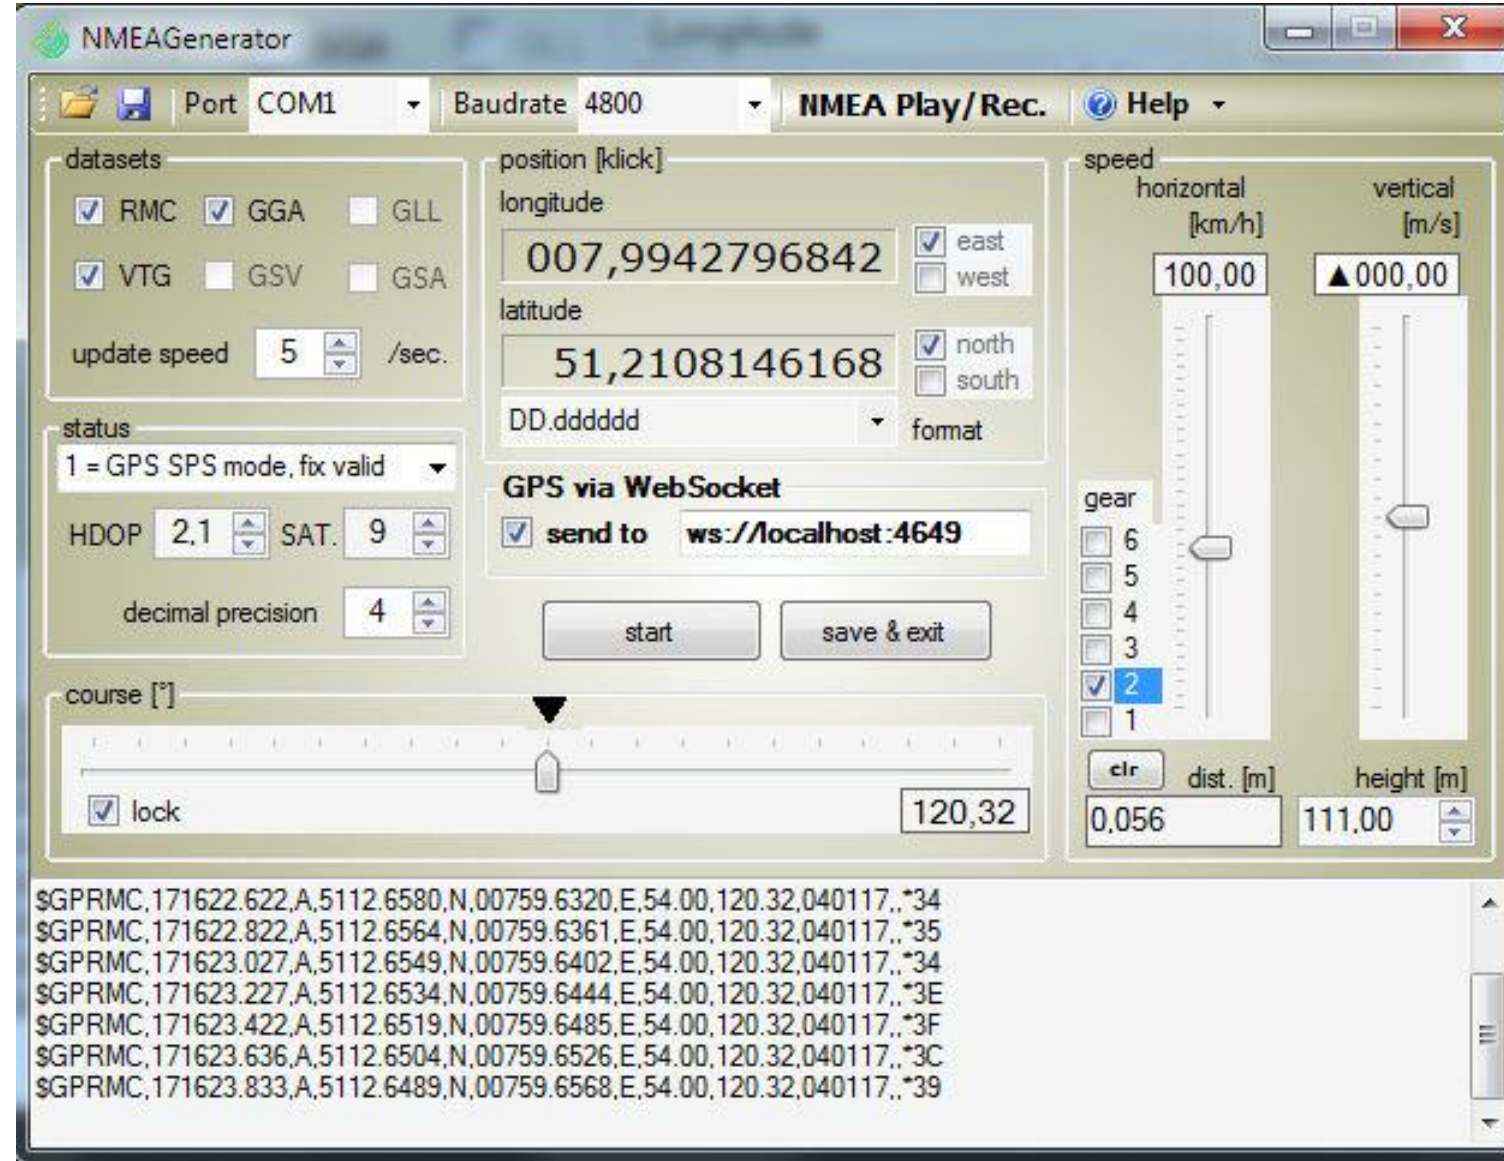 NMEAGenerator
Port COM1 Baudrate 4800 NMEA Play/Rec. Help
datasets
RMC GGA GLL
VTG GSV GSA
update speed 5 /sec.
status
1 = GPS SPS mode, fix valid
HDOP 2,1 SAT. 9
decimal precision 4
position [klick]
longitude
007,9942796842 east
west
latitude
51,2108146168 north
south
DD.dddddd format
GPS via WebSocket
send to ws://localhost:4649
start save & exit
course [°]
lock 120,32
speed
horizontal vertical
[km/h] [m/s]
100,00 ▲000,00
gear
6
5
4
3
2
1
clr dist. [m] height [m]
0,056 111,00
$GPRMC,171622.622,A,5112.6580,N,00759.6320,E,54.00,120.32,040117,,*34
$GPRMC,171622.822,A,5112.6564,N,00759.6361,E,54.00,120.32,040117,,*35
$GPRMC,171623.027,A,5112.6549,N,00759.6402,E,54.00,120.32,040117,,*34
$GPRMC,171623.227,A,5112.6534,N,00759.6444,E,54.00,120.32,040117,,*3E
$GPRMC,171623.422,A,5112.6519,N,00759.6485,E,54.00,120.32,040117,,*3F
$GPRMC,171623.636,A,5112.6504,N,00759.6526,E,54.00,120.32,040117,,*3C
$GPRMC,171623.833,A,5112.6489,N,00759.6568,E,54.00,120.32,040117,,*39